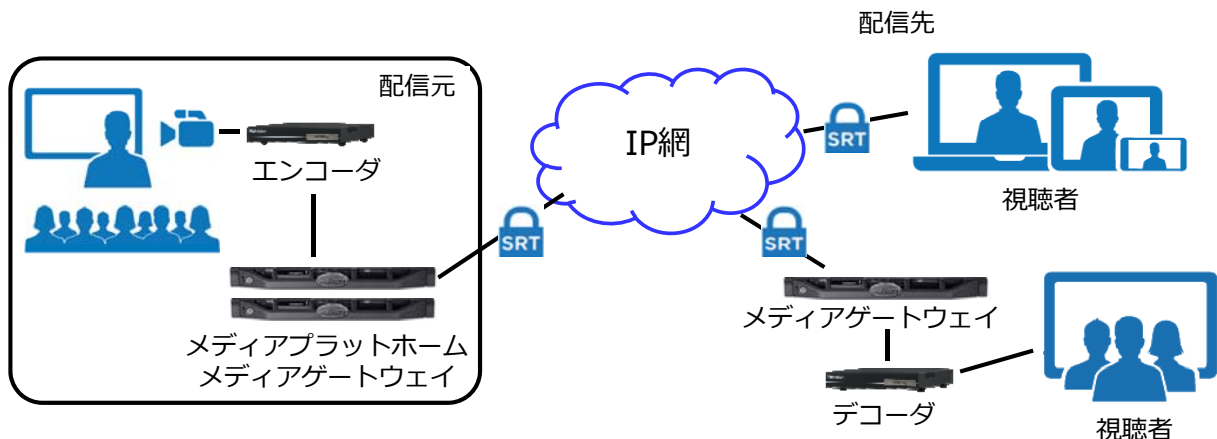 配信先
配信元
IP網
エンコーダ
SRT
視聴者
SRT
SRT
メディアゲートウェイ
メディアプラットホーム
メディアゲートウェイ
デコーダ
視聴者